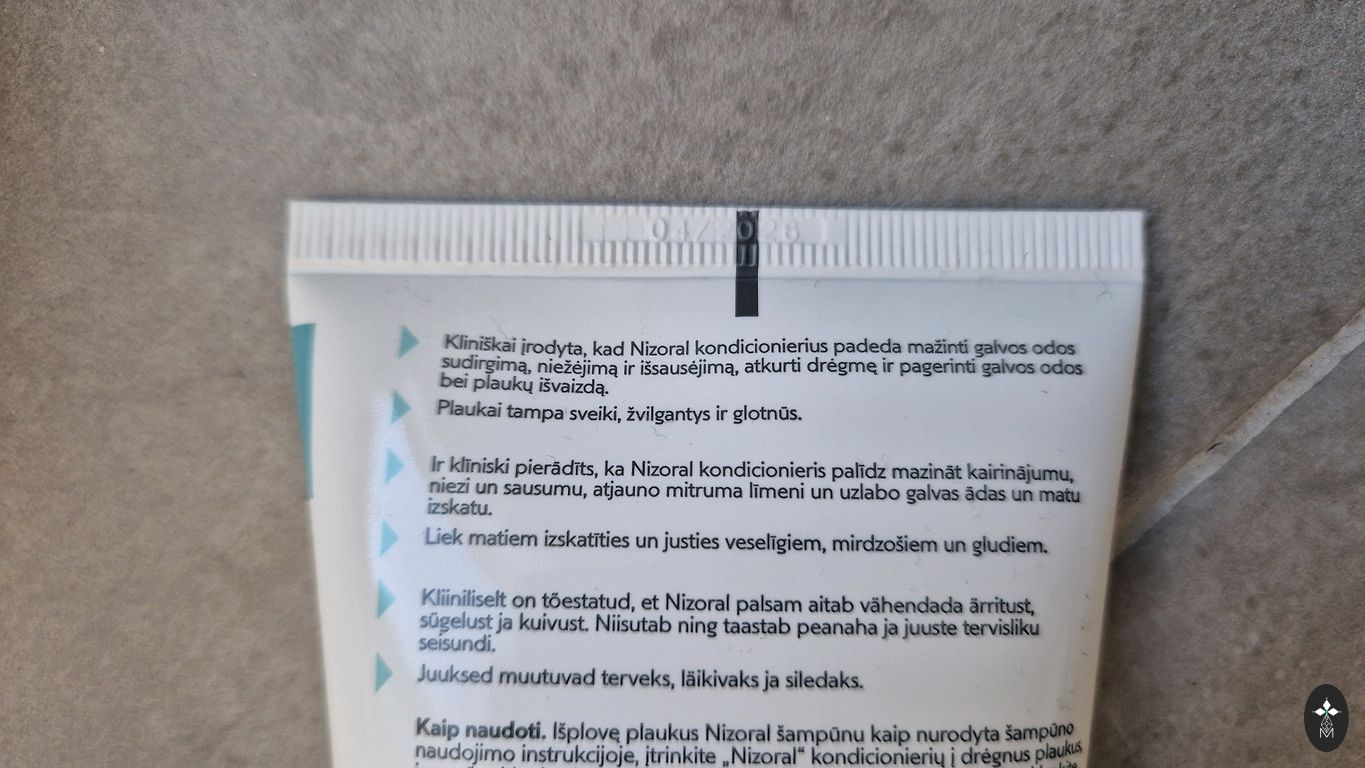 04/2026
Kliniškai įrodyta, kad Nizoral kondicionierius padeda mažinti galvos odos
sudirgimą, niežėjimą ir išsausėjimą, atkurti drėgmę ir pagerinti galvos odos
bei plaukų išvaizdą.
Plaukai tampa sveiki, žvilgantys ir glotnūs.
Ir klīniski pierādīts, ka Nizoral kondicionieris palīdz mazināt kairinājumu,
niezi un sausumu, atjauno mitruma līmeni un uzlabo galvas ādas un matu
izskatu.
Liek matiem izskatīties un justies veselīgiem, mirdzošiem un gludiem.
Kliiniliselt on tõestatud, et Nizoral palsam aitab vähendada ärritust,
sügelust ja kuivust. Niisutab ning taastab peanaha ja juuste tervisliku
seisundi.
Juuksed muutuvad terveks, läikivaks ja siledaks.
Kaip naudoti. Išplovę plaukus Nizoral šampūnu kaip nurodyta šampūno
naudojimo instrukcijoje, įtrinkite „Nizoral“ kondicionierių į drėgnus plaukus
M